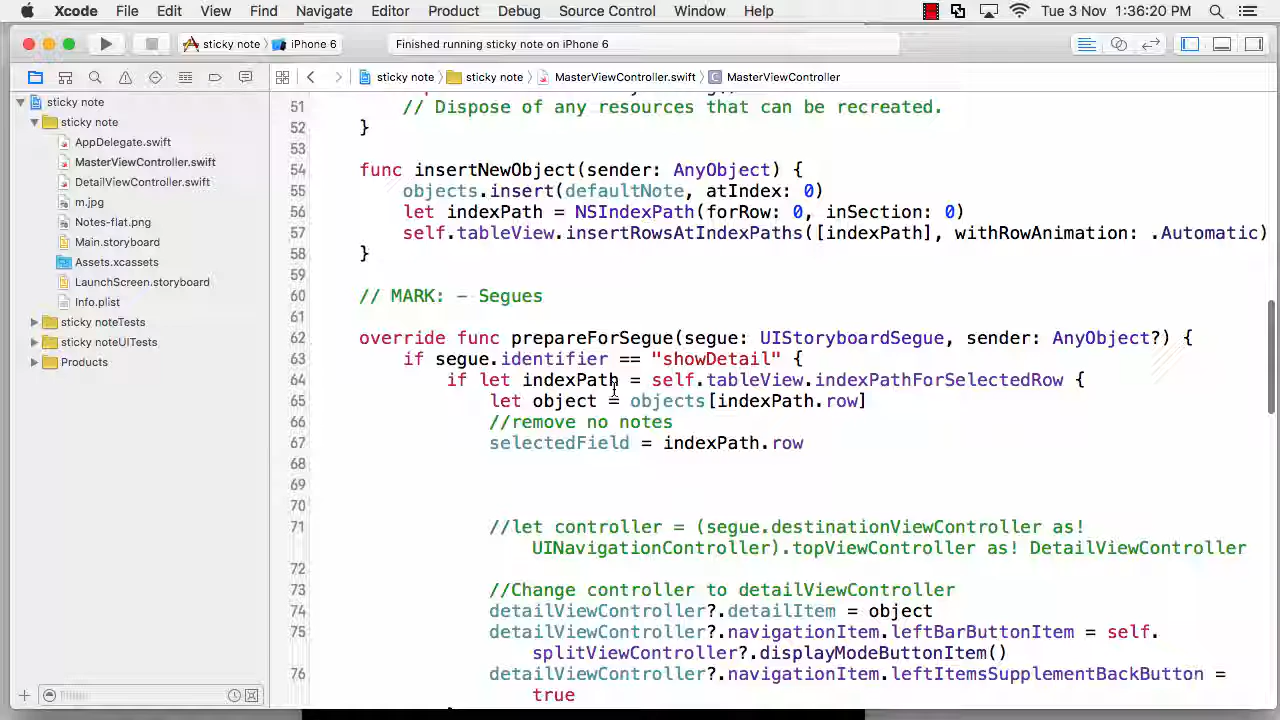 Xcode File Edit View Find Navigate Editor Product Debug Source Control Window Help Tue 3 Nov 1:36:20 PM
sticky note iPhone 6 Finished running sticky note on iPhone 6
sticky note sticky note MasterViewController.swift MasterViewController
sticky note
sticky note
AppDelegate.swift
MasterViewController.swift
DetailViewController.swift
m.jpg
Notes-flat.png
Main.storyboard
Assets.xcassets
LaunchScreen.storyboard
Info.plist
sticky noteTests
sticky noteUITests
Products
51 // Dispose of any resources that can be recreated.
52 }
53
54 func insertNewObject(sender: AnyObject) {
55 objects.insert(defaultNote, atIndex: 0)
56 let indexPath = NSIndexPath(forRow: 0, inSection: 0)
57 self.tableView.insertRowsAtIndexPaths([indexPath], withRowAnimation: .Automatic)
58 }
59
60 // MARK: - Segues
61
62 override func prepareForSegue(segue: UIStoryboardSegue, sender: AnyObject?) {
63 if segue.identifier == "showDetail" {
64 if let indexPath = self.tableView.indexPathForSelectedRow {
65 let object = objects[indexPath.row]
66 //remove no notes
67 selectedField = indexPath.row
68
69
70
71 //let controller = (segue.destinationViewController as!
UINavigationController).topViewController as! DetailViewController
72
73 //Change controller to detailViewController
74 detailViewController?.detailItem = object
75 detailViewController?.navigationItem.leftBarButtonItem = self.
splitViewController?.displayModeButtonItem()
76 detailViewController?.navigationItem.leftItemsSupplementBackButton =
true